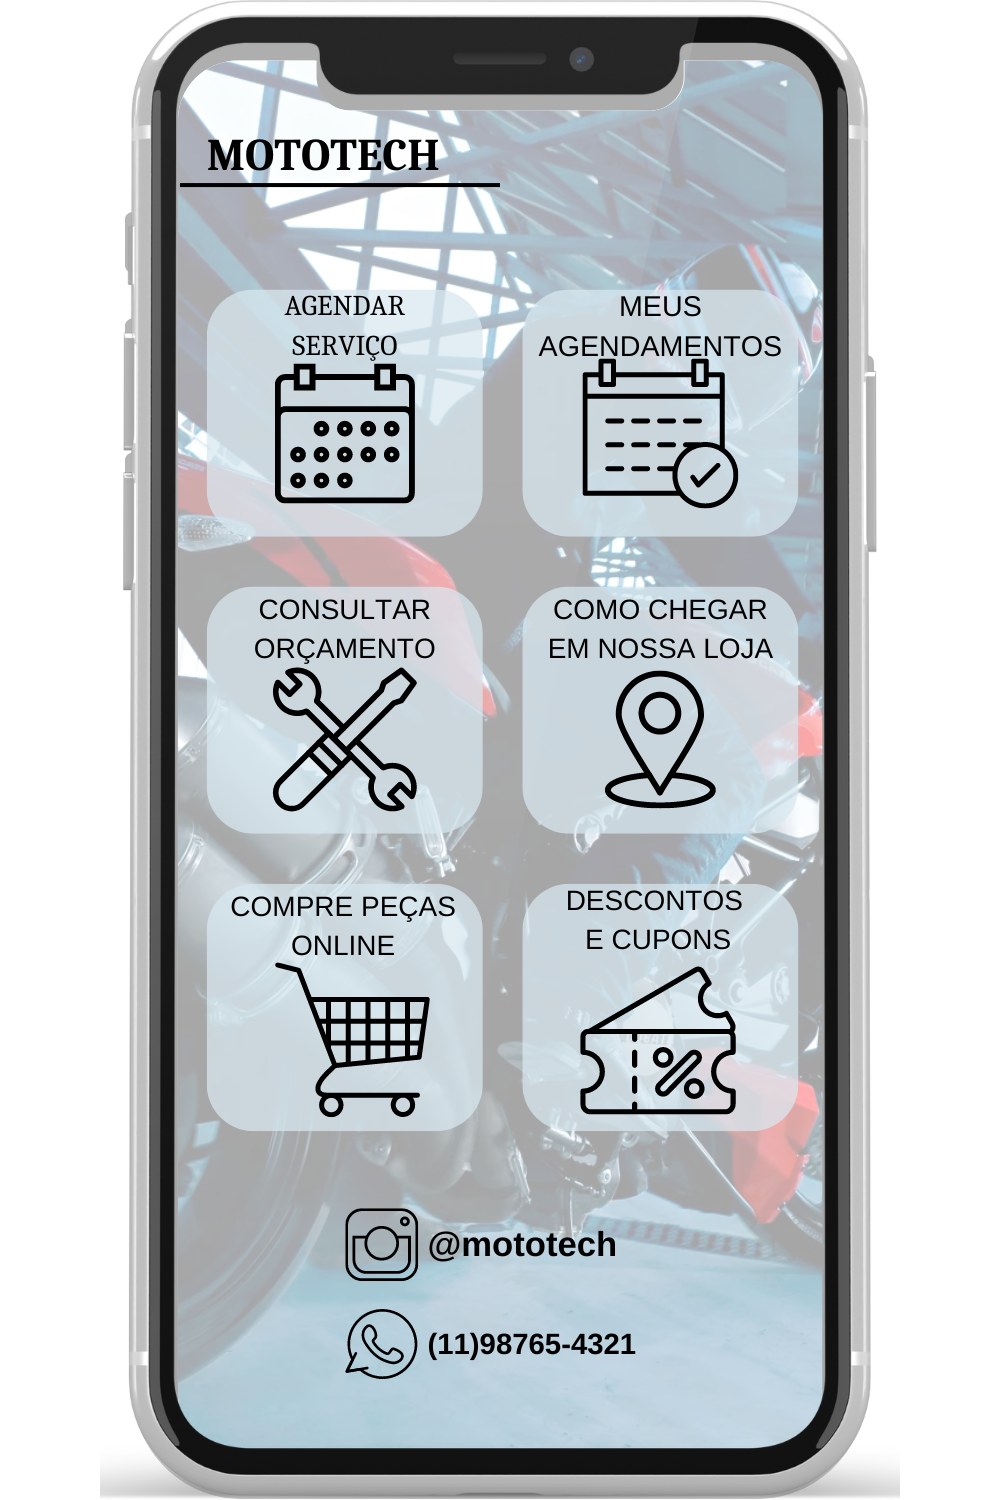 MOTOTECH
AGENDAR
SERVIÇO
MEUS
AGENDAMENTOS
CONSULTAR
ORÇAMENTO
COMO CHEGAR
EM NOSSA LOJA
COMPRE PEÇAS
ONLINE
DESCONTOS
E CUPONS
%
@mototech
(11)98765-4321